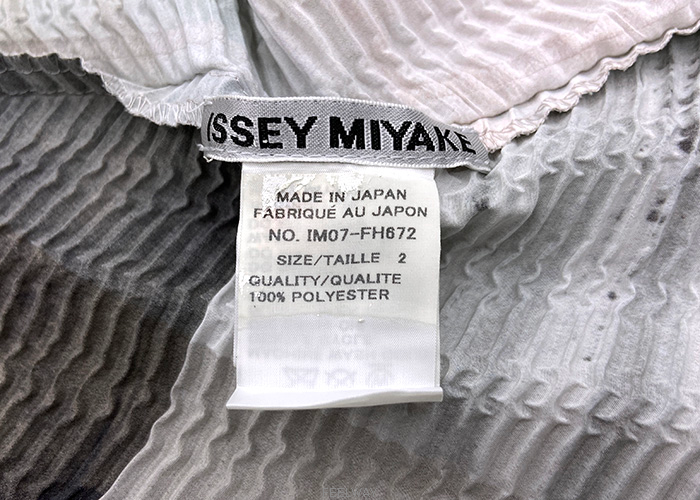 ISSEY MIYAKE
MADE IN JAPAN
FABRIQUÉ AU JAPON
NO. IM07-FH672
SIZE/TAILLE 2
QUALITY/QUALITE
100% POLYESTER